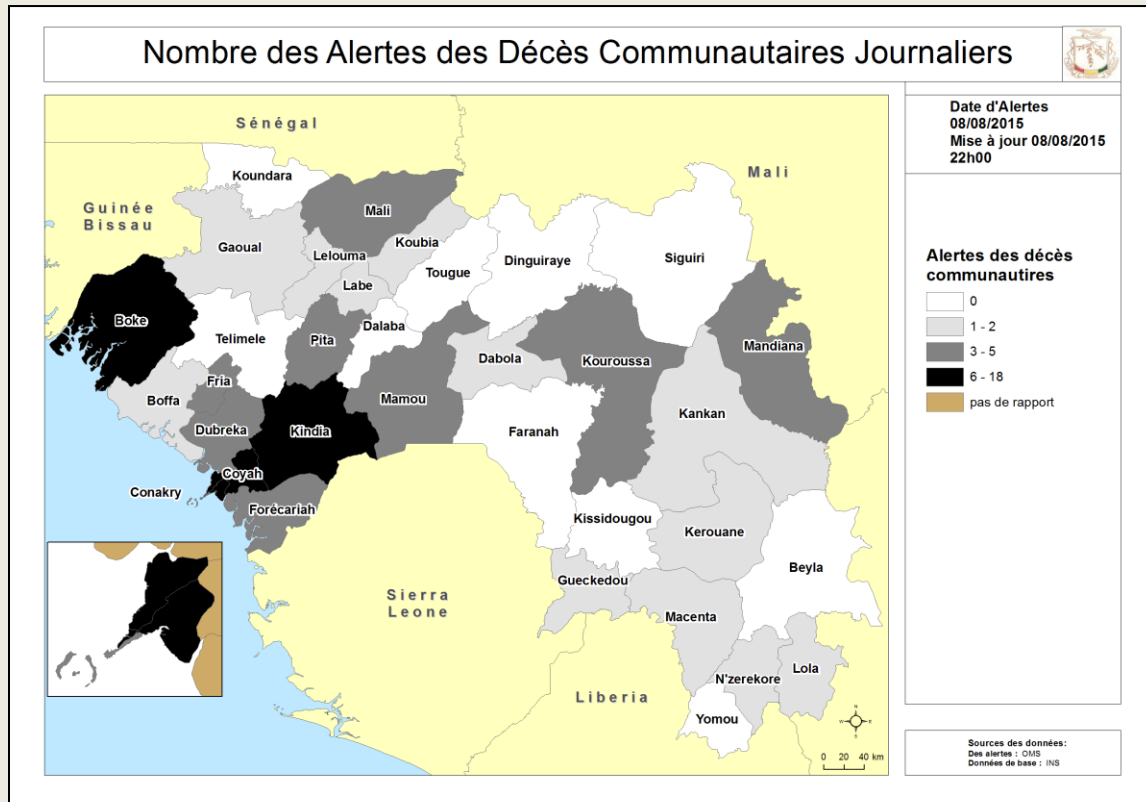 Nombre des Alertes des Décès Communautaires Journaliers
Date d'Alertes
08/08/2015
Mise à jour 08/08/2015
22h00
Alertes des décès
communautires
0
1 - 2
3 - 5
6 - 18
pas de rapport
Sénégal
Mali
Guinée
Bissau
Koundara
Mali
Gaoual
Koubia
Lelouma
Labe
Tougue
Dinguiraye
Siguiri
Boke
Telimele
Pita
Dalaba
Dabola
Kouroussa
Mandiana
Fria
Boffa
Mamou
Kankan
Dubreka
Kindia
Faranah
Coyah
Conakry
Forécariah
Kissidougou
Kerouane
Beyla
Gueckedou
Sierra
Leone
Macenta
Lola
N'zerekore
Liberia
Yomou
N
W
E
S
0 20 40 km
Sources des données:
Des alertes : OMS
Données de base : INS